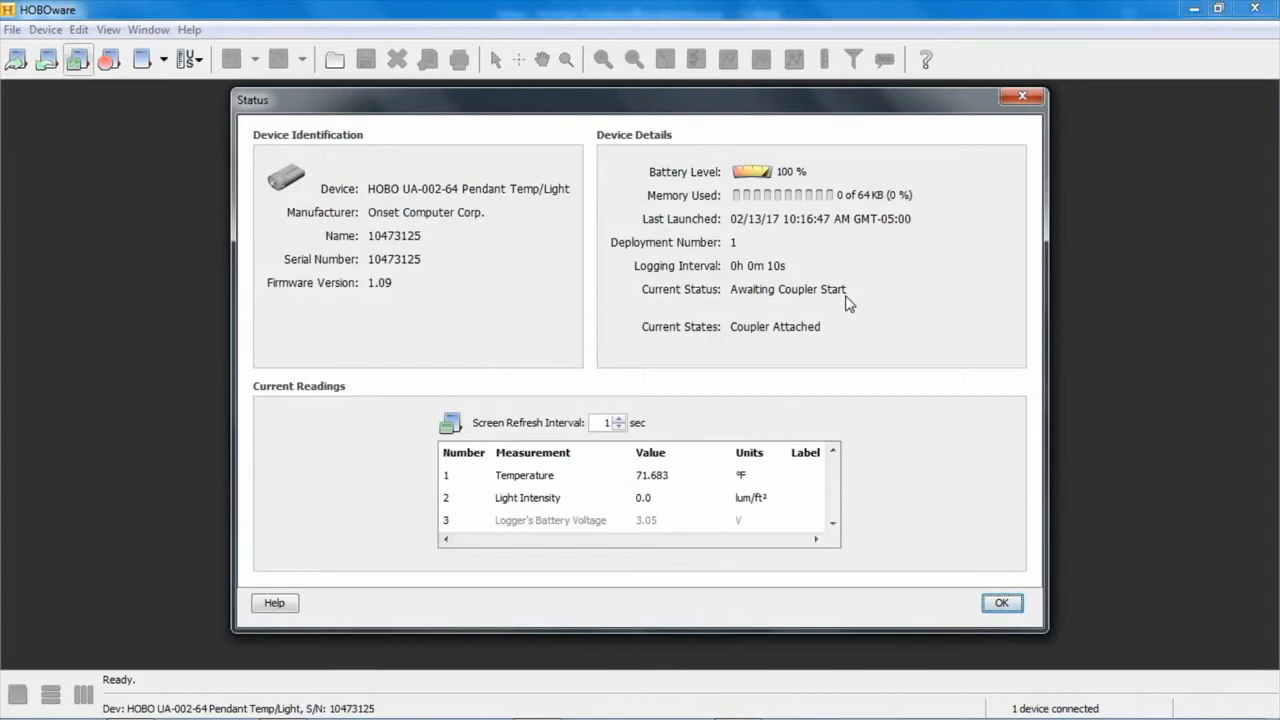 HOBOware
File Device Edit View Window Help
Status
Device Identification
Device: HOBO UA-002-64 Pendant Temp/Light
Manufacturer: Onset Computer Corp.
Name: 10473125
Serial Number: 10473125
Firmware Version: 1.09
Device Details
Battery Level: 100 %
Memory Used: 0 of 64 KB (0 %)
Last Launched: 02/13/17 10:16:47 AM GMT-05:00
Deployment Number: 1
Logging Interval: 0h 0m 10s
Current Status: Awaiting Coupler Start
Current States: Coupler Attached
Current Readings
Screen Refresh Interval: 1 sec
Number Measurement Value Units Label
1 Temperature 71.683 °F
2 Light Intensity 0.0 lum/ft²
3 Logger's Battery Voltage 3.05 V
Help OK
Ready.
Dev: HOBO UA-002-64 Pendant Temp/Light, S/N: 10473125 1 device connected